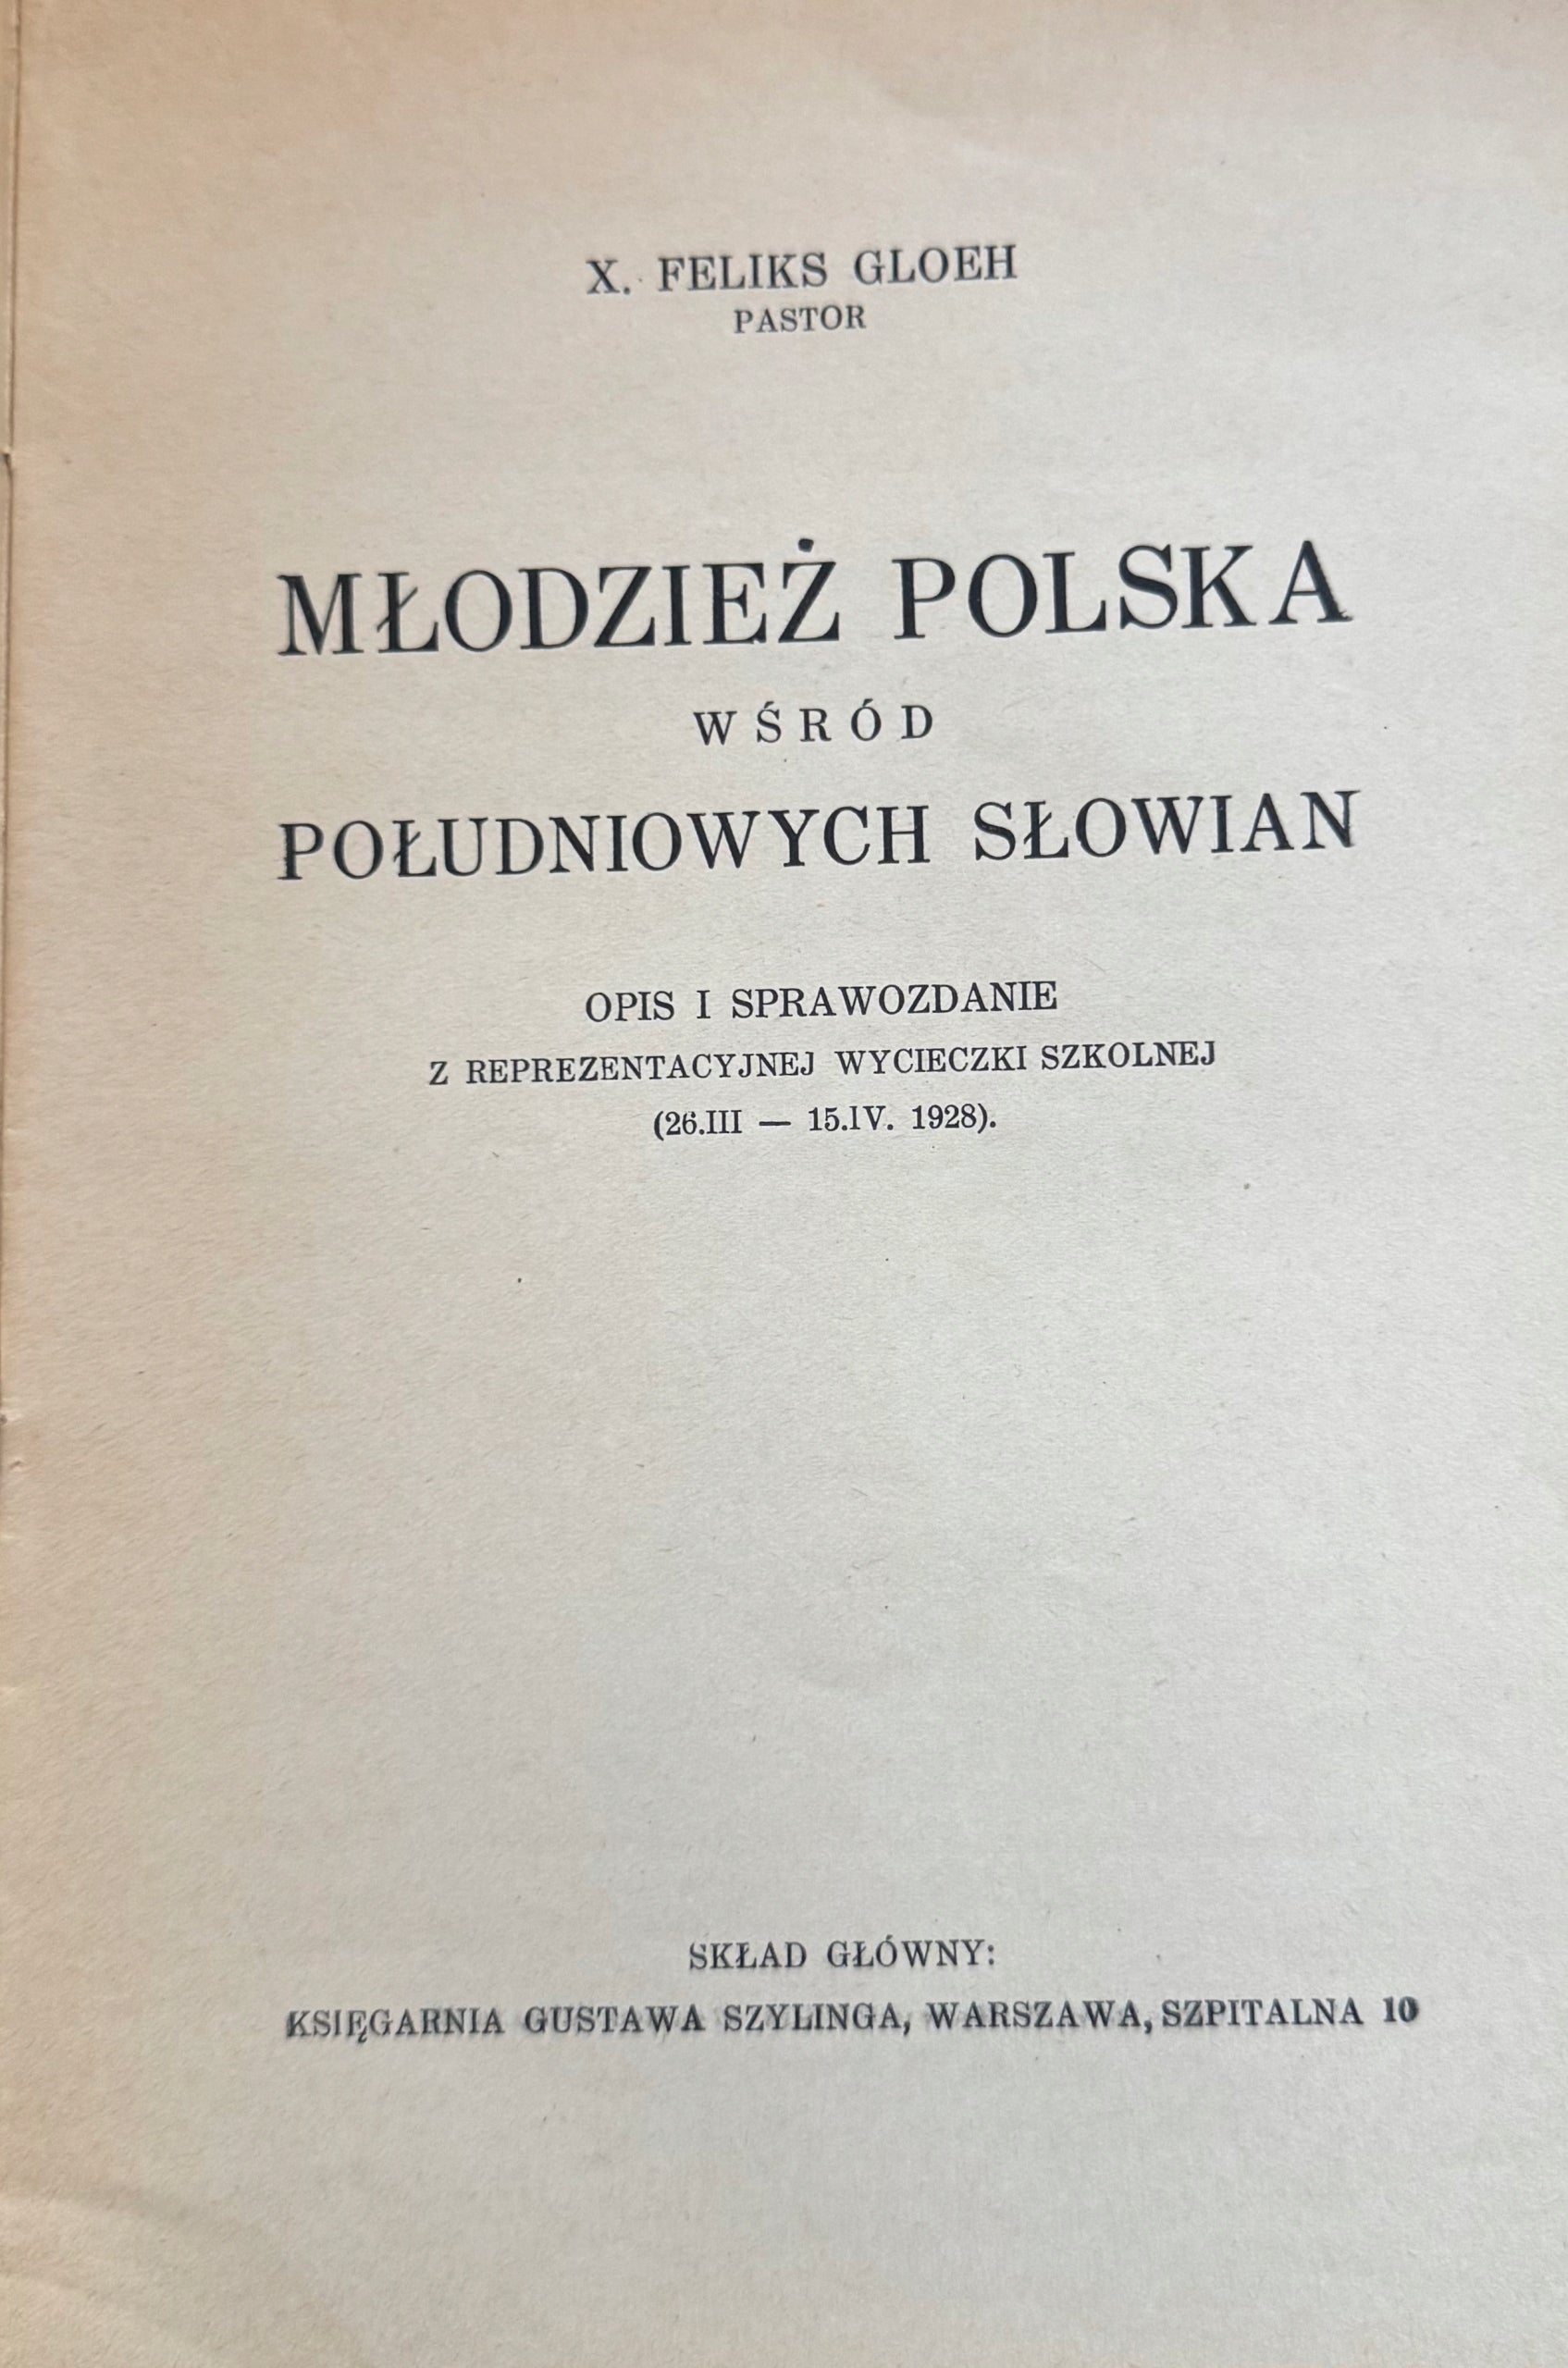 X. FELIKS GLOEH
PASTOR
MŁODZIEŻ POLSKA
WŚRÓD
POŁUDNIOWYCH SŁOWIAN
OPIS I SPRAWOZDANIE
Z REPREZENTACYJNEJ WYCIECZKI SZKOLNEJ
(26.III — 15.IV. 1928).
SKŁAD GŁÓWNY:
KSIĘGARNIA GUSTAWA SZYLINGA, WARSZAWA, SZPITALNA 10